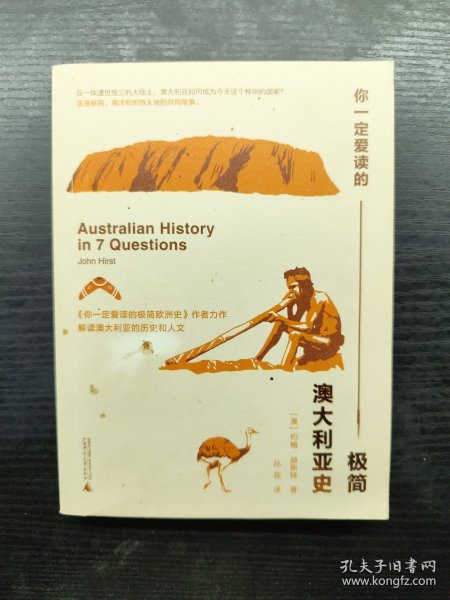 在一块遗世独立的大陆上，澳大利亚如何成为今天这个特别的国家？
这是移民、海洋和炽热大地的共同故事。
你一定爱读的
极简
澳大利亚史
Australian History
in 7 Questions
John Hirst
《你一定爱读的极简欧洲史》作者力作
解读澳大利亚的历史和人文
［澳］约翰·赫斯特 著
孙菲 译
孔夫子旧书网
www.kongfz.com